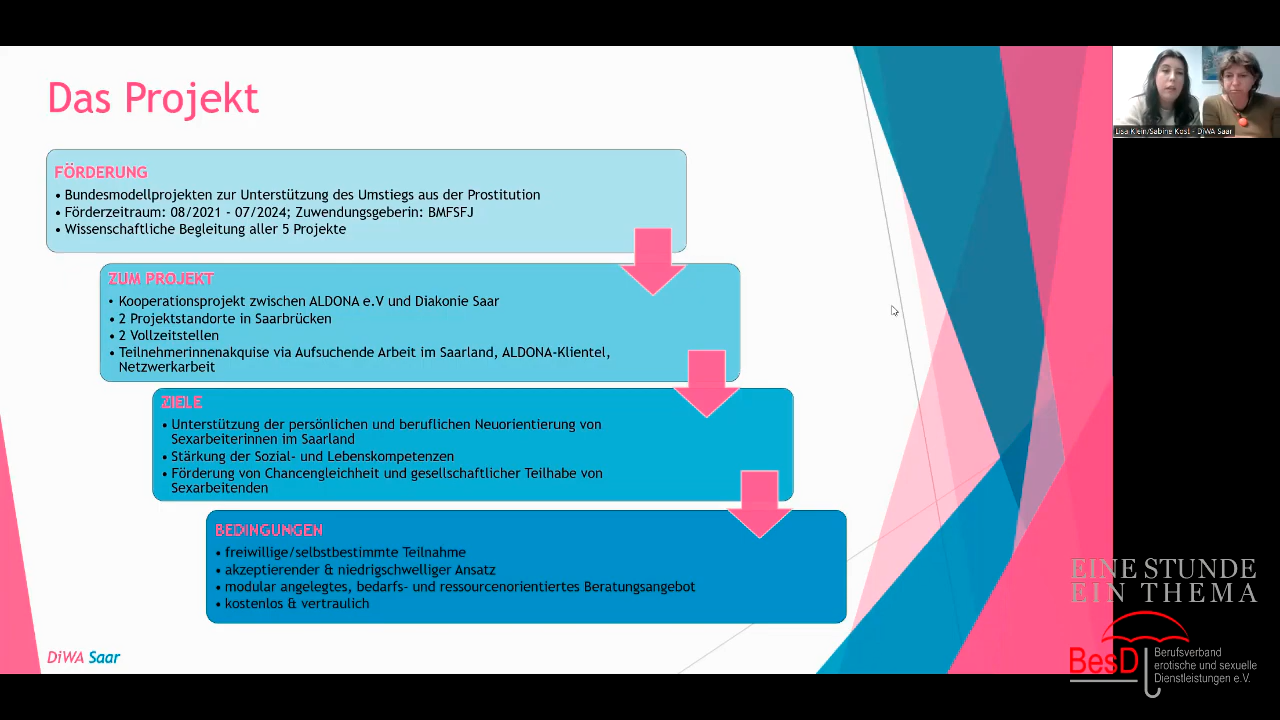 Das Projekt
FÖRDERUNG
• Bundesmodellprojekten zur Unterstützung des Umstiegs aus der Prostitution
• Förderzeitraum: 08/2021 - 07/2024; Zuwendungsgeberin: BMFSFJ
• Wissenschaftliche Begleitung aller 5 Projekte
ZUM PROJEKT
• Kooperationsprojekt zwischen ALDONA e.V und Diakonie Saar
• 2 Projektstandorte in Saarbrücken
• 2 Vollzeitstellen
• Teilnehmerinnenakquise via Aufsuchende Arbeit im Saarland, ALDONA-Klientel,
Netzwerkarbeit
ZIELE
• Unterstützung der persönlichen und beruflichen Neuorientierung von
Sexarbeiterinnen im Saarland
• Stärkung der Sozial- und Lebenskompetenzen
• Förderung von Chancengleichheit und gesellschaftlicher Teilhabe von
Sexarbeitenden
BEDINGUNGEN
• freiwillige/selbstbestimmte Teilnahme
• akzeptierender & niedrigschwelliger Ansatz
• modular angelegtes, bedarfs- und ressourcenorientiertes Beratungsangebot
• kostenlos & vertraulich
DiWA Saar
Lisa Klein/Sabine Kost - DiWA Saar
EINE STUNDE
EIN THEMA
BesD
Berufsverband
erotische und sexuelle
Dienstleistungen e.V.